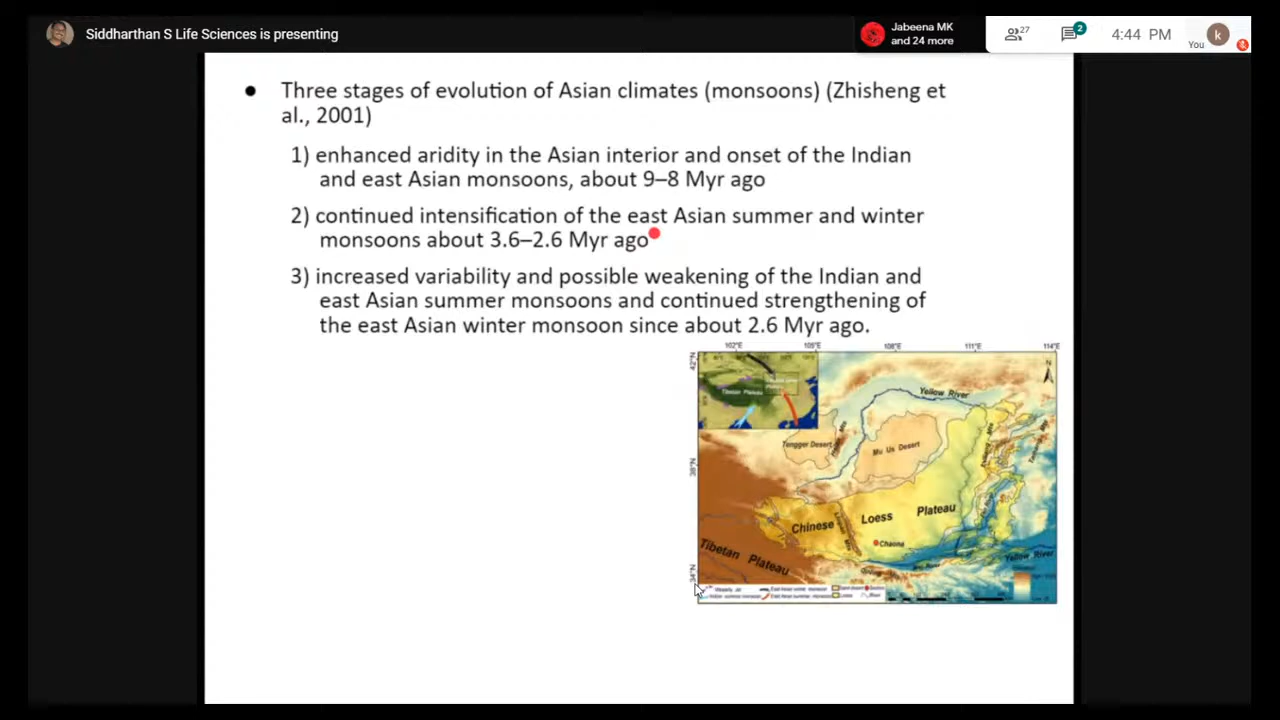 Siddharthan S Life Sciences is presenting
Jabeena MK
and 24 more
27
2
4:44 PM
You
k
● Three stages of evolution of Asian climates (monsoons) (Zhisheng et
al., 2001)
1) enhanced aridity in the Asian interior and onset of the Indian
and east Asian monsoons, about 9–8 Myr ago
2) continued intensification of the east Asian summer and winter
monsoons about 3.6–2.6 Myr ago
3) increased variability and possible weakening of the Indian and
east Asian summer monsoons and continued strengthening of
the east Asian winter monsoon since about 2.6 Myr ago.
102°E 105°E 108°E 111°E 114°E
42°N
N
Yellow River
Tibetan Plateau
Tengger Desert
Mu Us Desert
38°N
Chinese Loess Plateau
Chaona
Tibetan Plateau
Yellow River
34°N